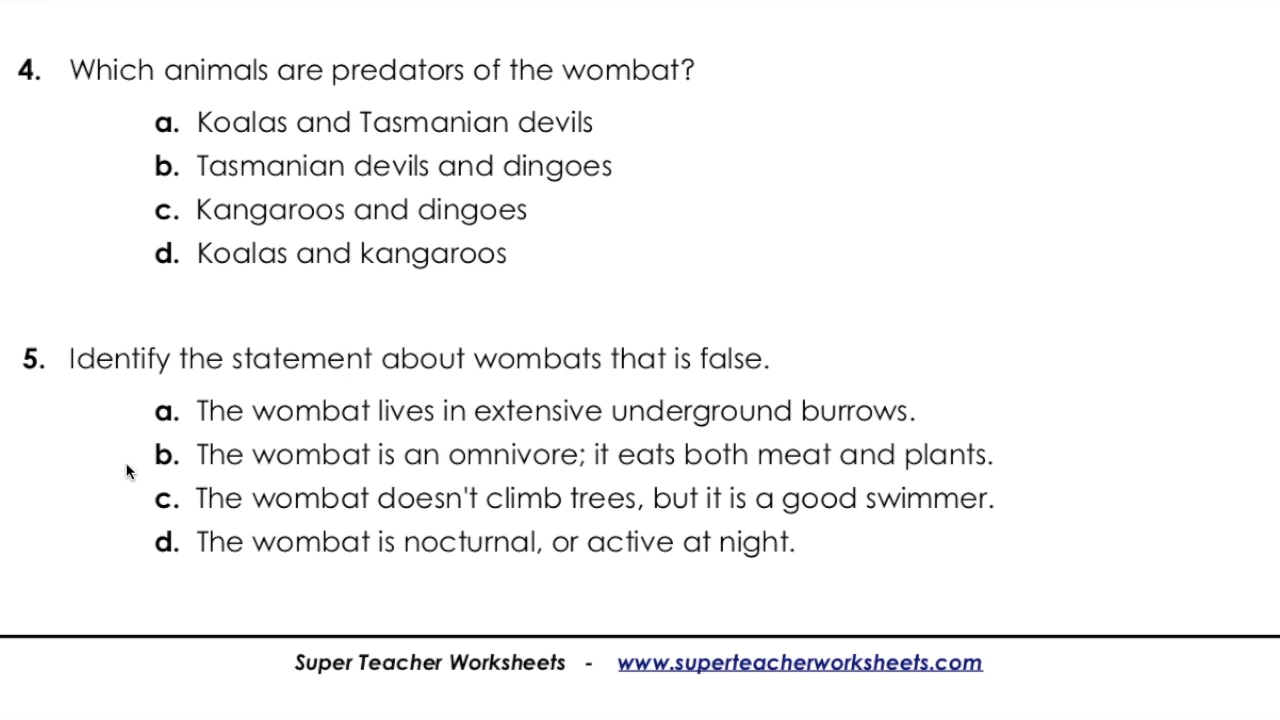 4. Which animals are predators of the wombat?
a. Koalas and Tasmanian devils
b. Tasmanian devils and dingoes
c. Kangaroos and dingoes
d. Koalas and kangaroos
5. Identify the statement about wombats that is false.
a. The wombat lives in extensive underground burrows.
b. The wombat is an omnivore; it eats both meat and plants.
c. The wombat doesn't climb trees, but it is a good swimmer.
d. The wombat is nocturnal, or active at night.
Super Teacher Worksheets - www.superteacherworksheets.com